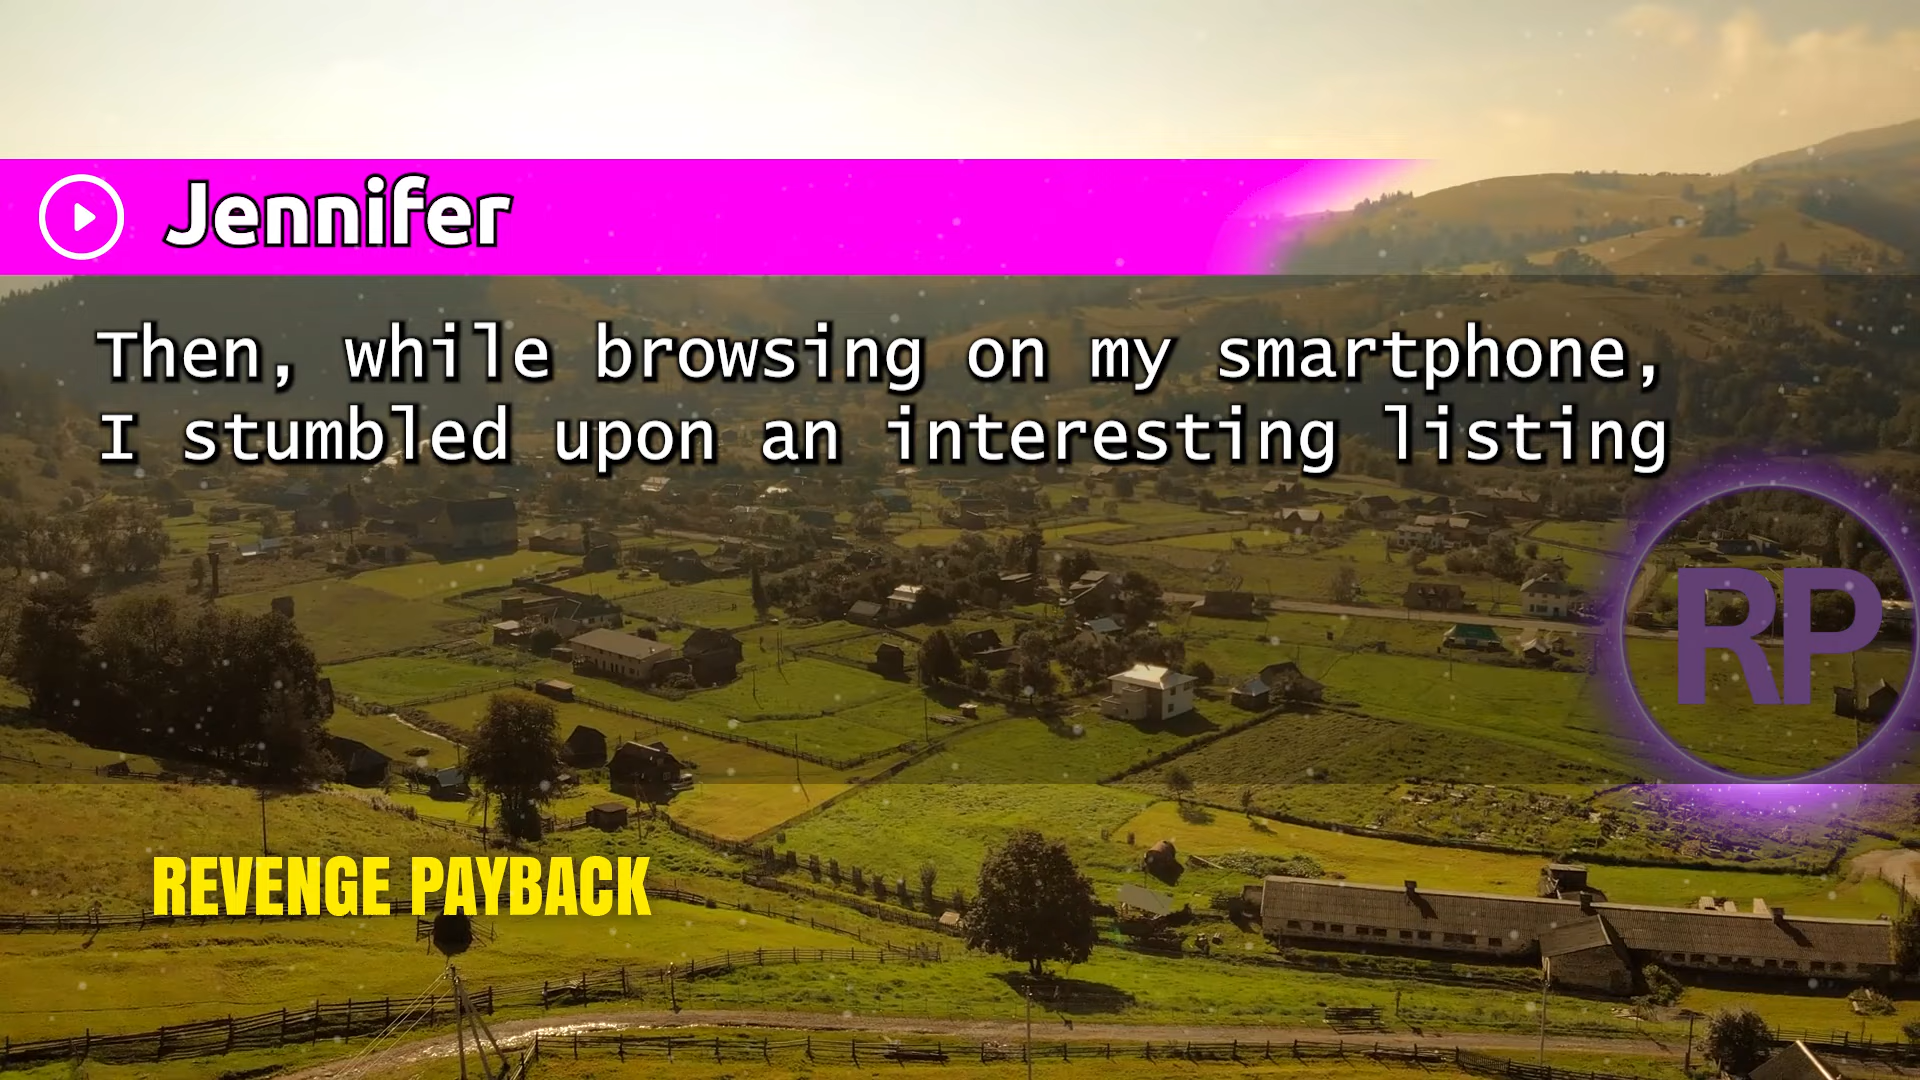 Jennifer
Then, while browsing on my smartphone,
I stumbled upon an interesting listing
RP
REVENGE PAYBACK